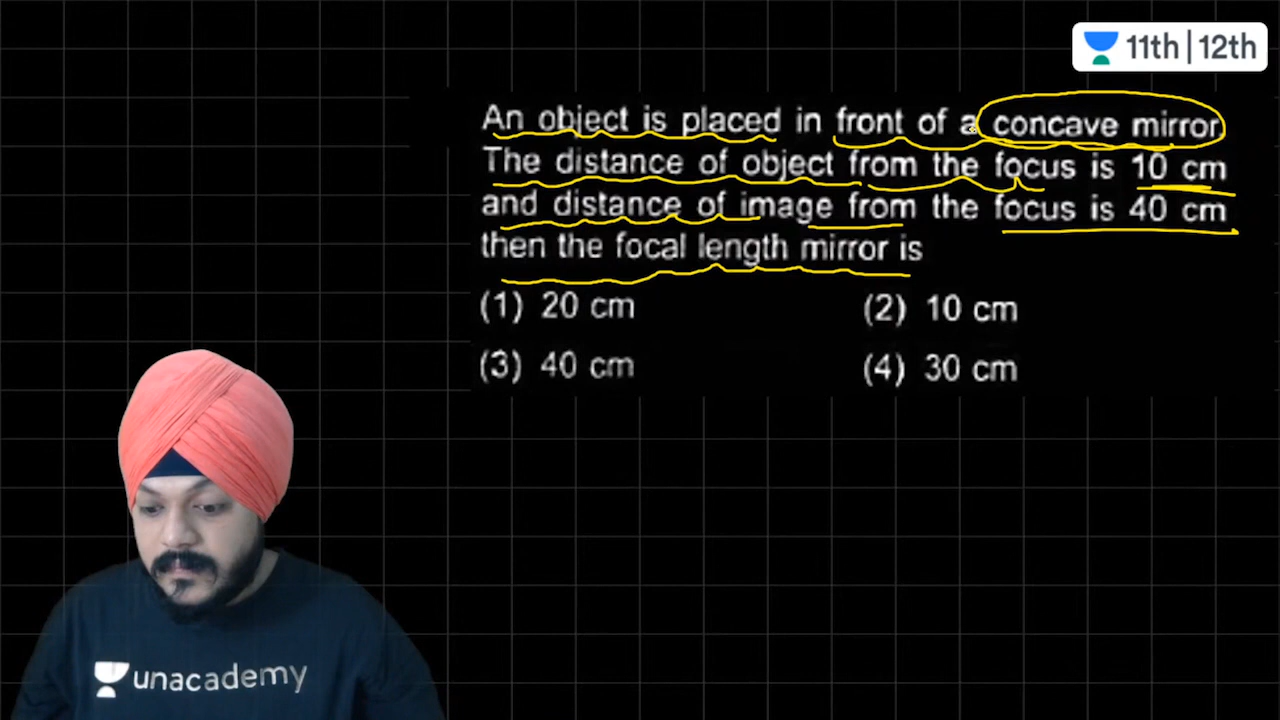 11th | 12th
An object is placed in front of a concave mirror.
The distance of object from the focus is 10 cm
and distance of image from the focus is 40 cm
then the focal length mirror is
(1) 20 cm (2) 10 cm
(3) 40 cm (4) 30 cm
unacademy